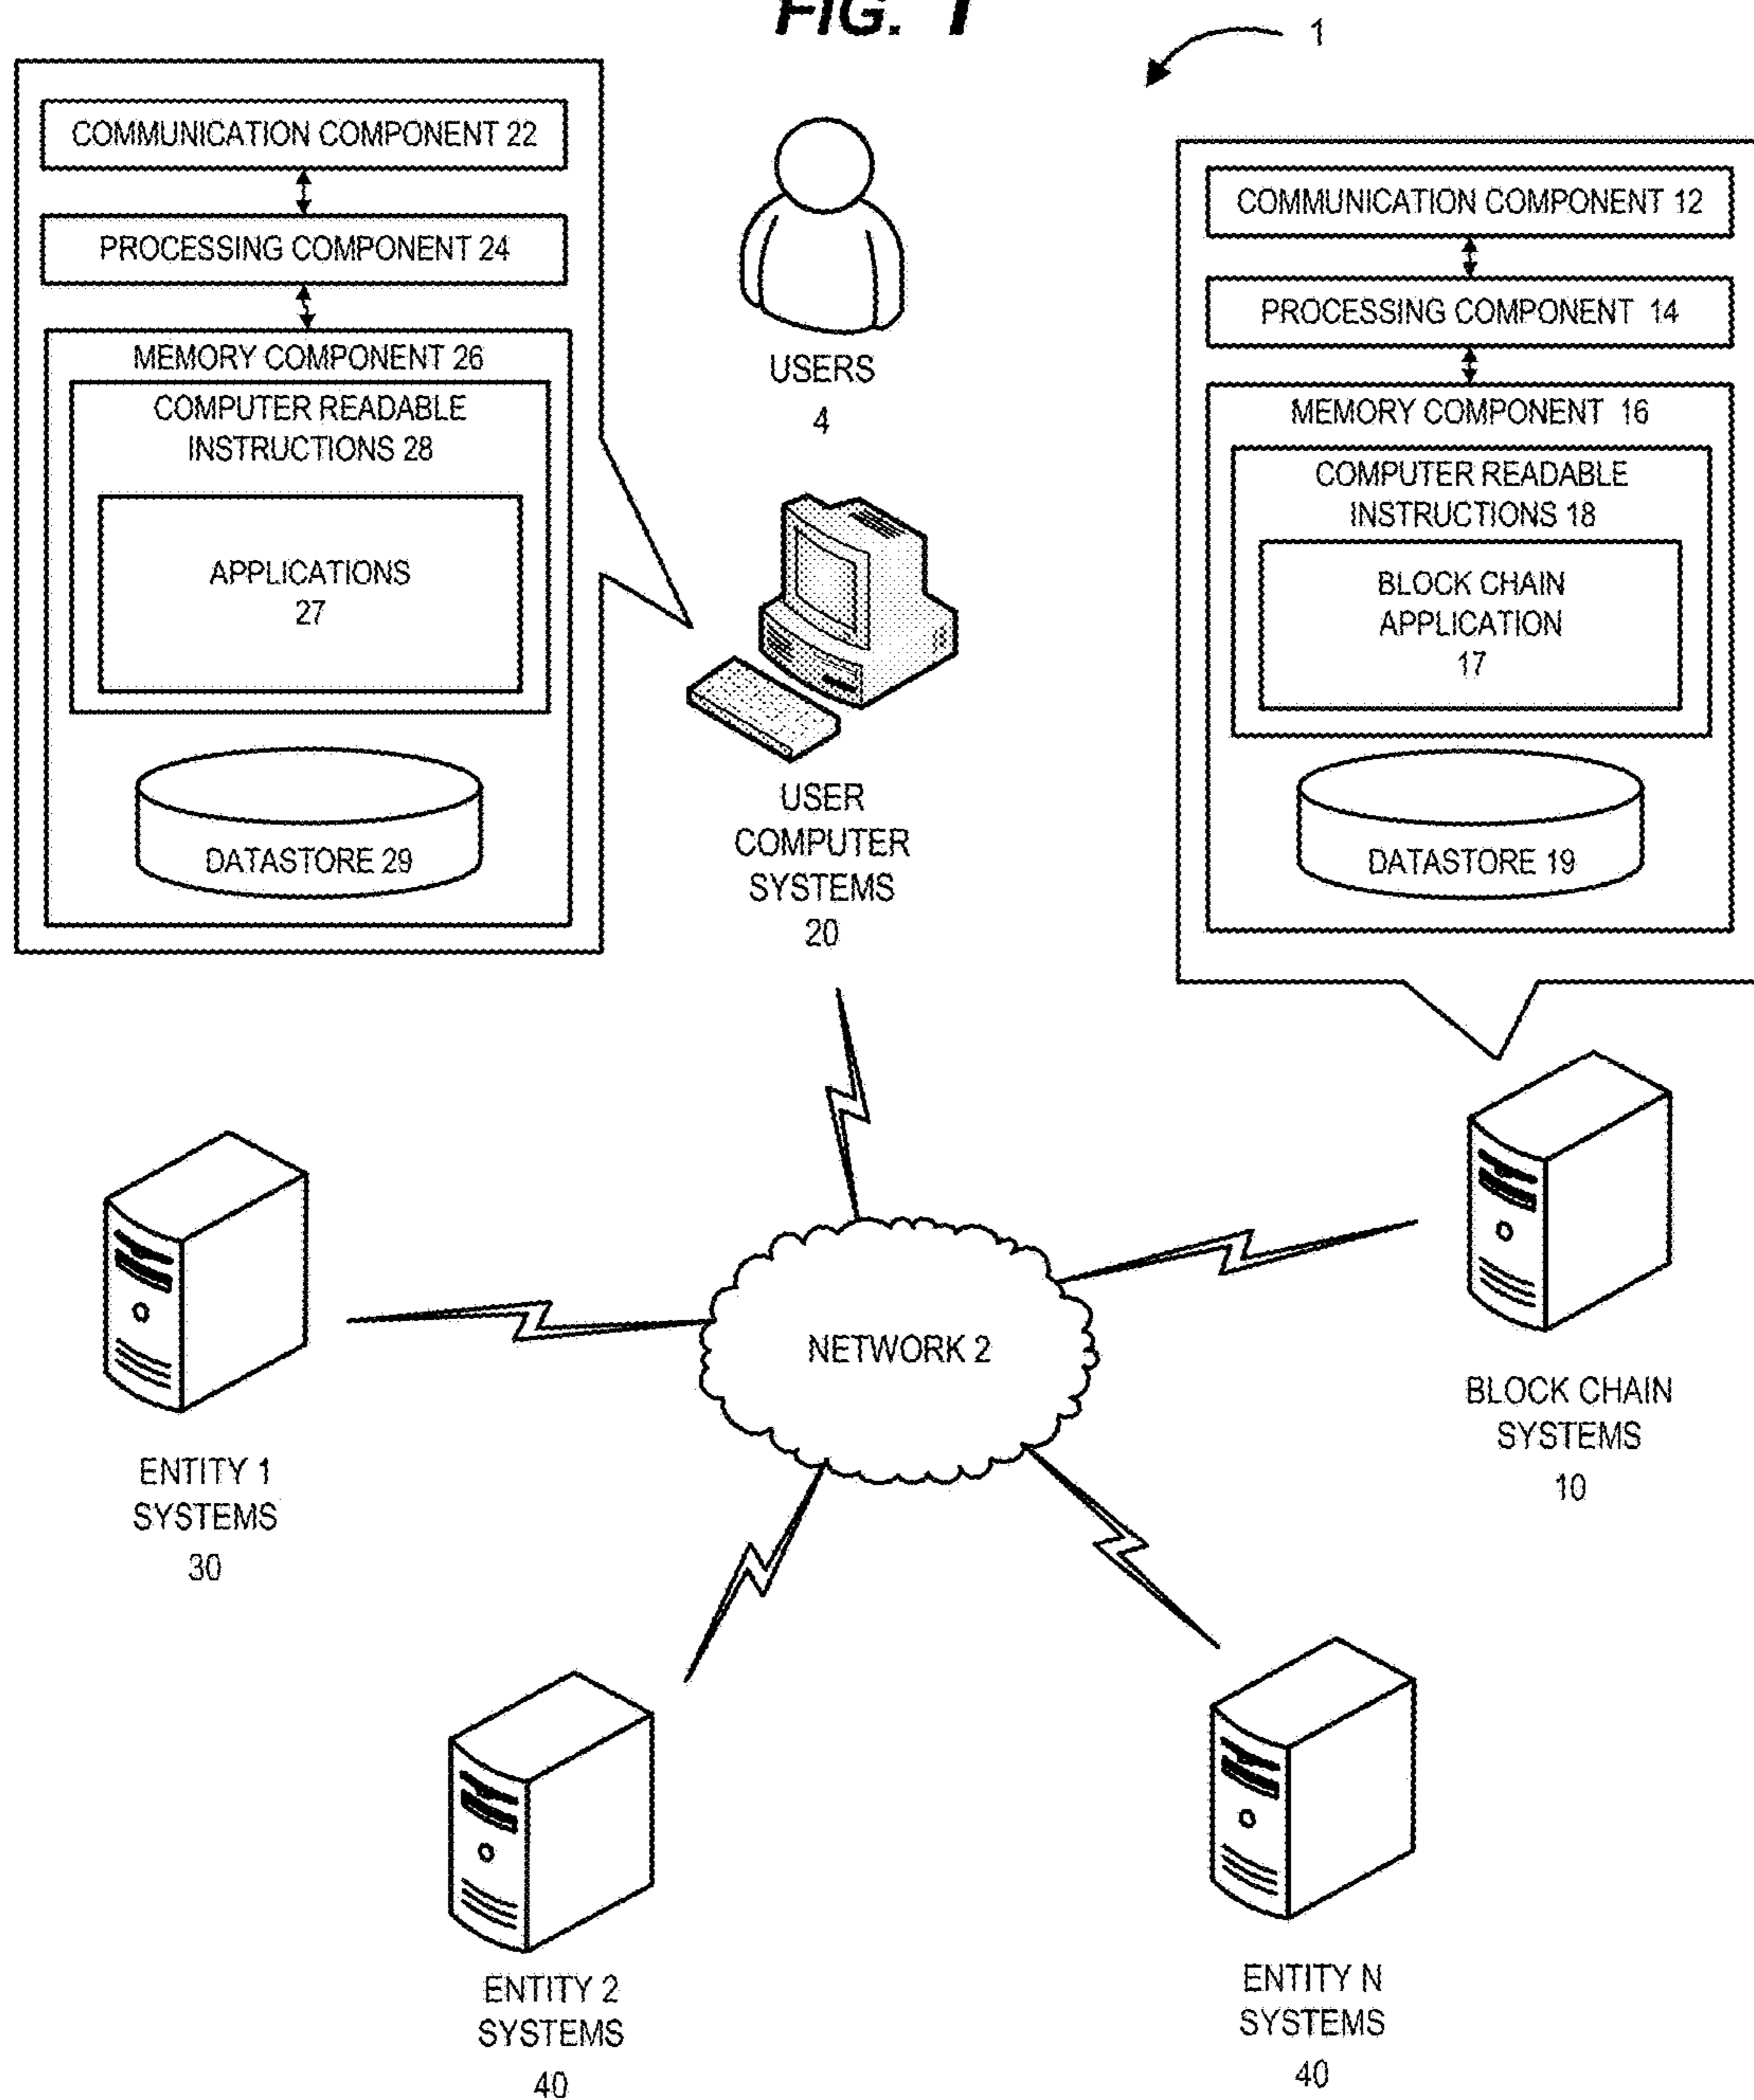 FIG. 1
1
COMMUNICATION COMPONENT 22
PROCESSING COMPONENT 24
MEMORY COMPONENT 26
COMPUTER READABLE
INSTRUCTIONS 28
APPLICATIONS
27
DATASTORE 29
USERS
4
USER
COMPUTER
SYSTEMS
20
COMMUNICATION COMPONENT 12
PROCESSING COMPONENT 14
MEMORY COMPONENT 16
COMPUTER READABLE
INSTRUCTIONS 18
BLOCK CHAIN
APPLICATION
17
DATASTORE 19
NETWORK 2
BLOCK CHAIN
SYSTEMS
10
ENTITY 1
SYSTEMS
30
ENTITY 2
SYSTEMS
40
ENTITY N
SYSTEMS
40